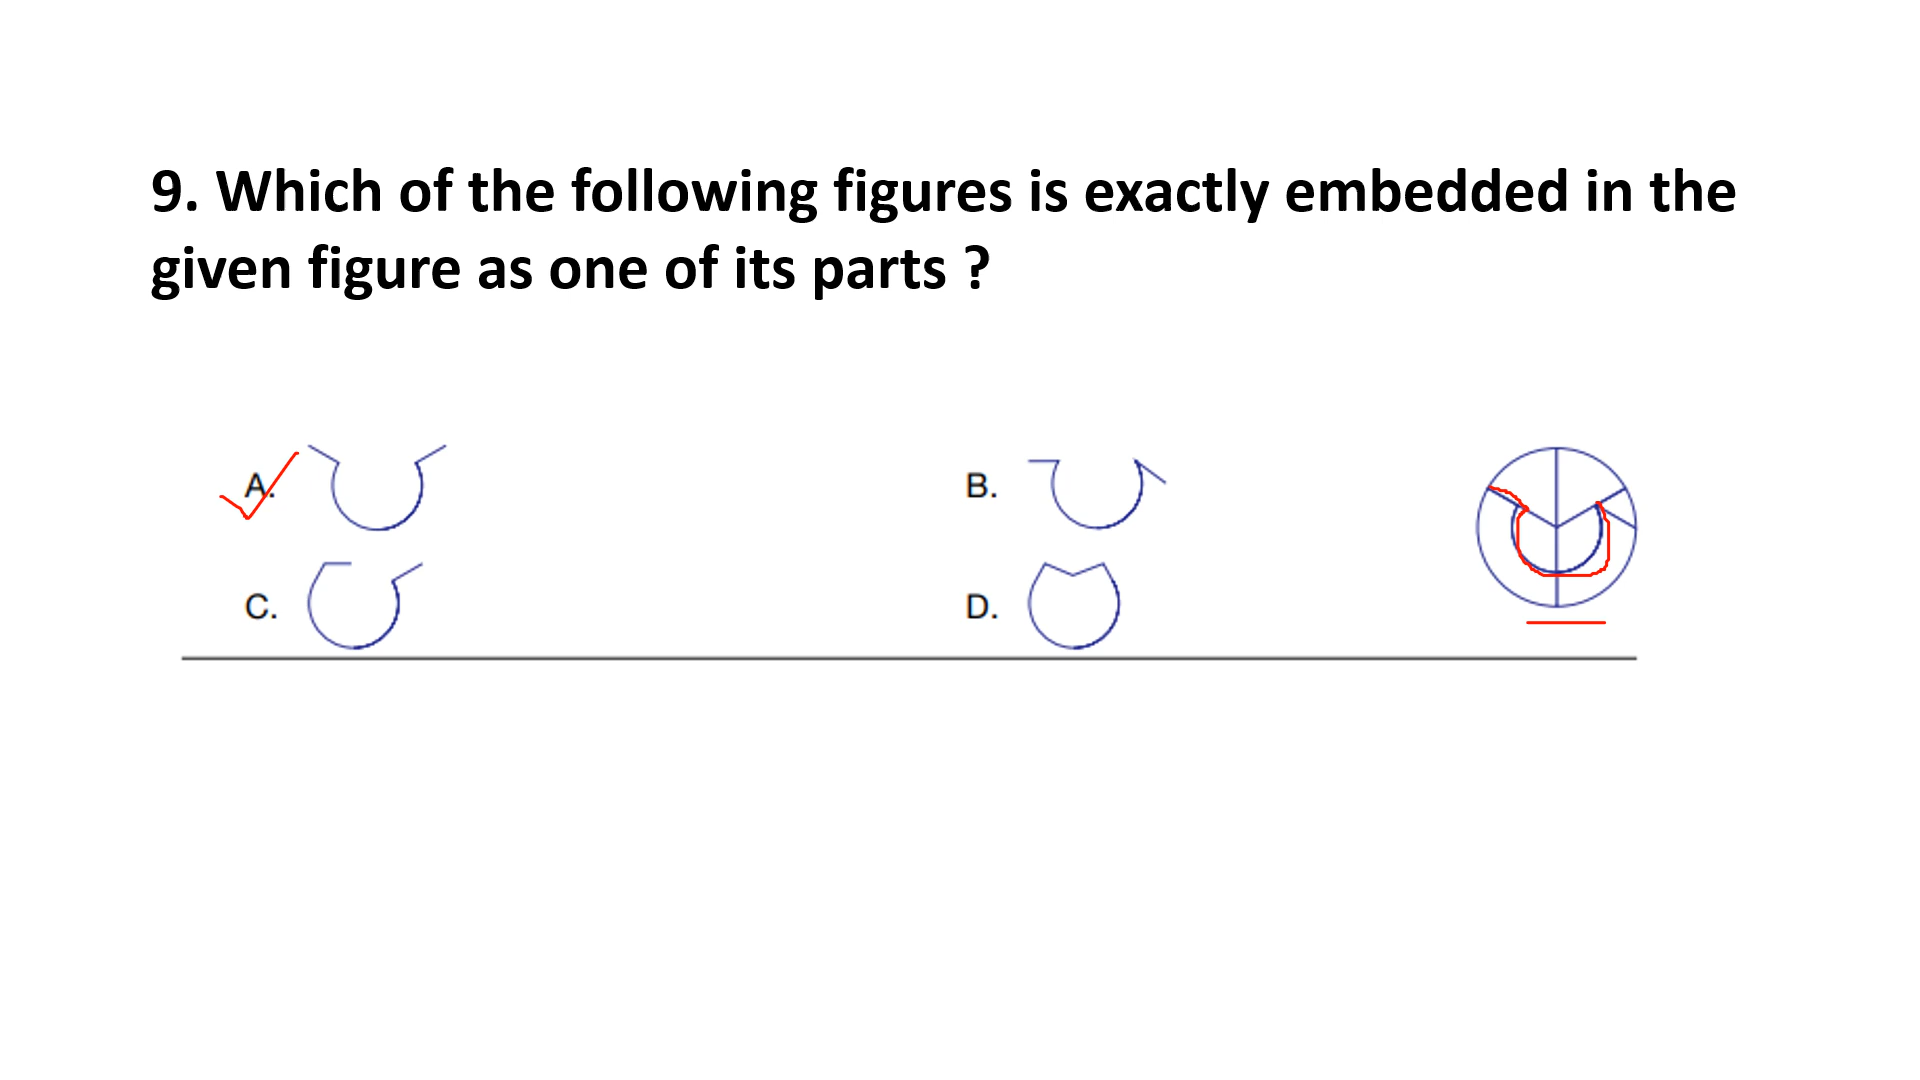 9. Which of the following figures is exactly embedded in the
given figure as one of its parts ?
A.
B.
C.
D.